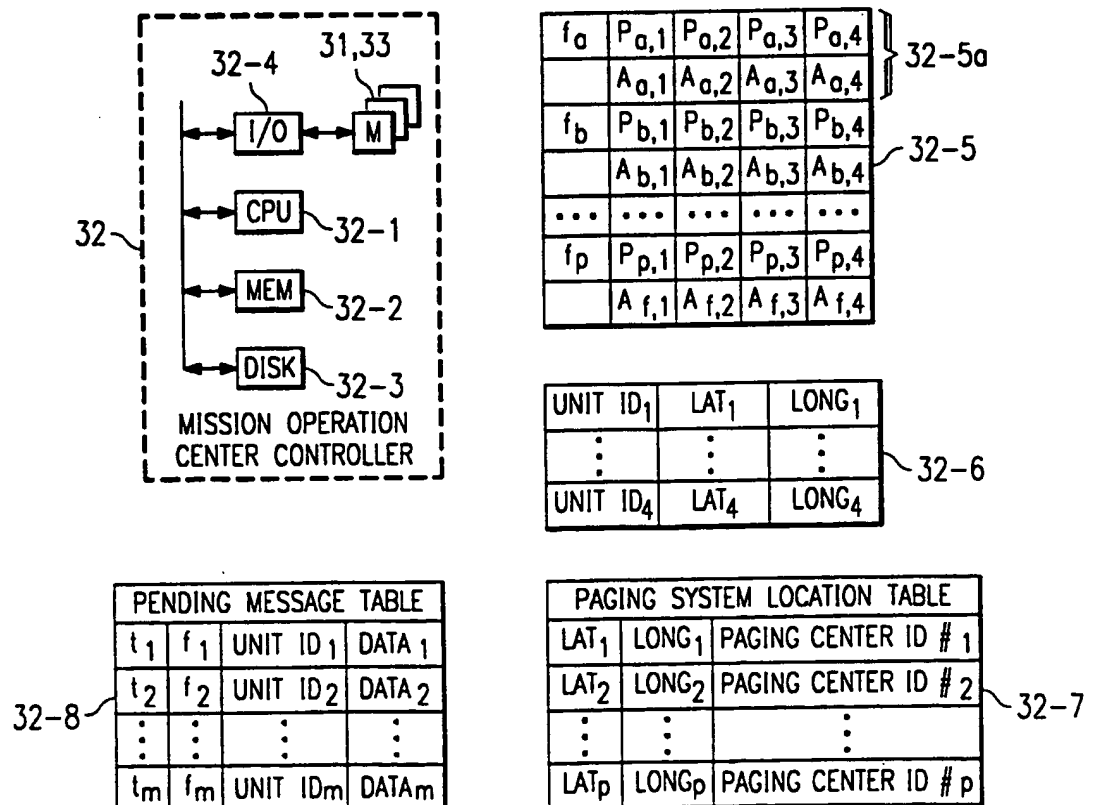 31,33
32-4
I/O
M
CPU
32-1
32
MEM
32-2
DISK
32-3
MISSION OPERATION
CENTER CONTROLLER
fa Pa,1 Pa,2 Pa,3 Pa,4
32-5a
Aa,1 Aa,2 Aa,3 Aa,4
fb Pb,1 Pb,2 Pb,3 Pb,4
32-5
Ab,1 Ab,2 Ab,3 Ab,4
... ... ... ... ...
fp Pp,1 Pp,2 Pp,3 Pp,4
Af,1 Af,2 Af,3 Af,4
UNIT ID1 LAT1 LONG1
⋮ ⋮ ⋮
32-6
UNIT ID4 LAT4 LONG4
PENDING MESSAGE TABLE
t1 f1 UNIT ID1 DATA1
t2 f2 UNIT ID2 DATA2
32-8
⋮ ⋮ ⋮ ⋮
tm fm UNIT IDm DATAm
PAGING SYSTEM LOCATION TABLE
LAT1 LONG1 PAGING CENTER ID #1
LAT2 LONG2 PAGING CENTER ID #2
32-7
⋮ ⋮ ⋮
LATp LONGp PAGING CENTER ID #p